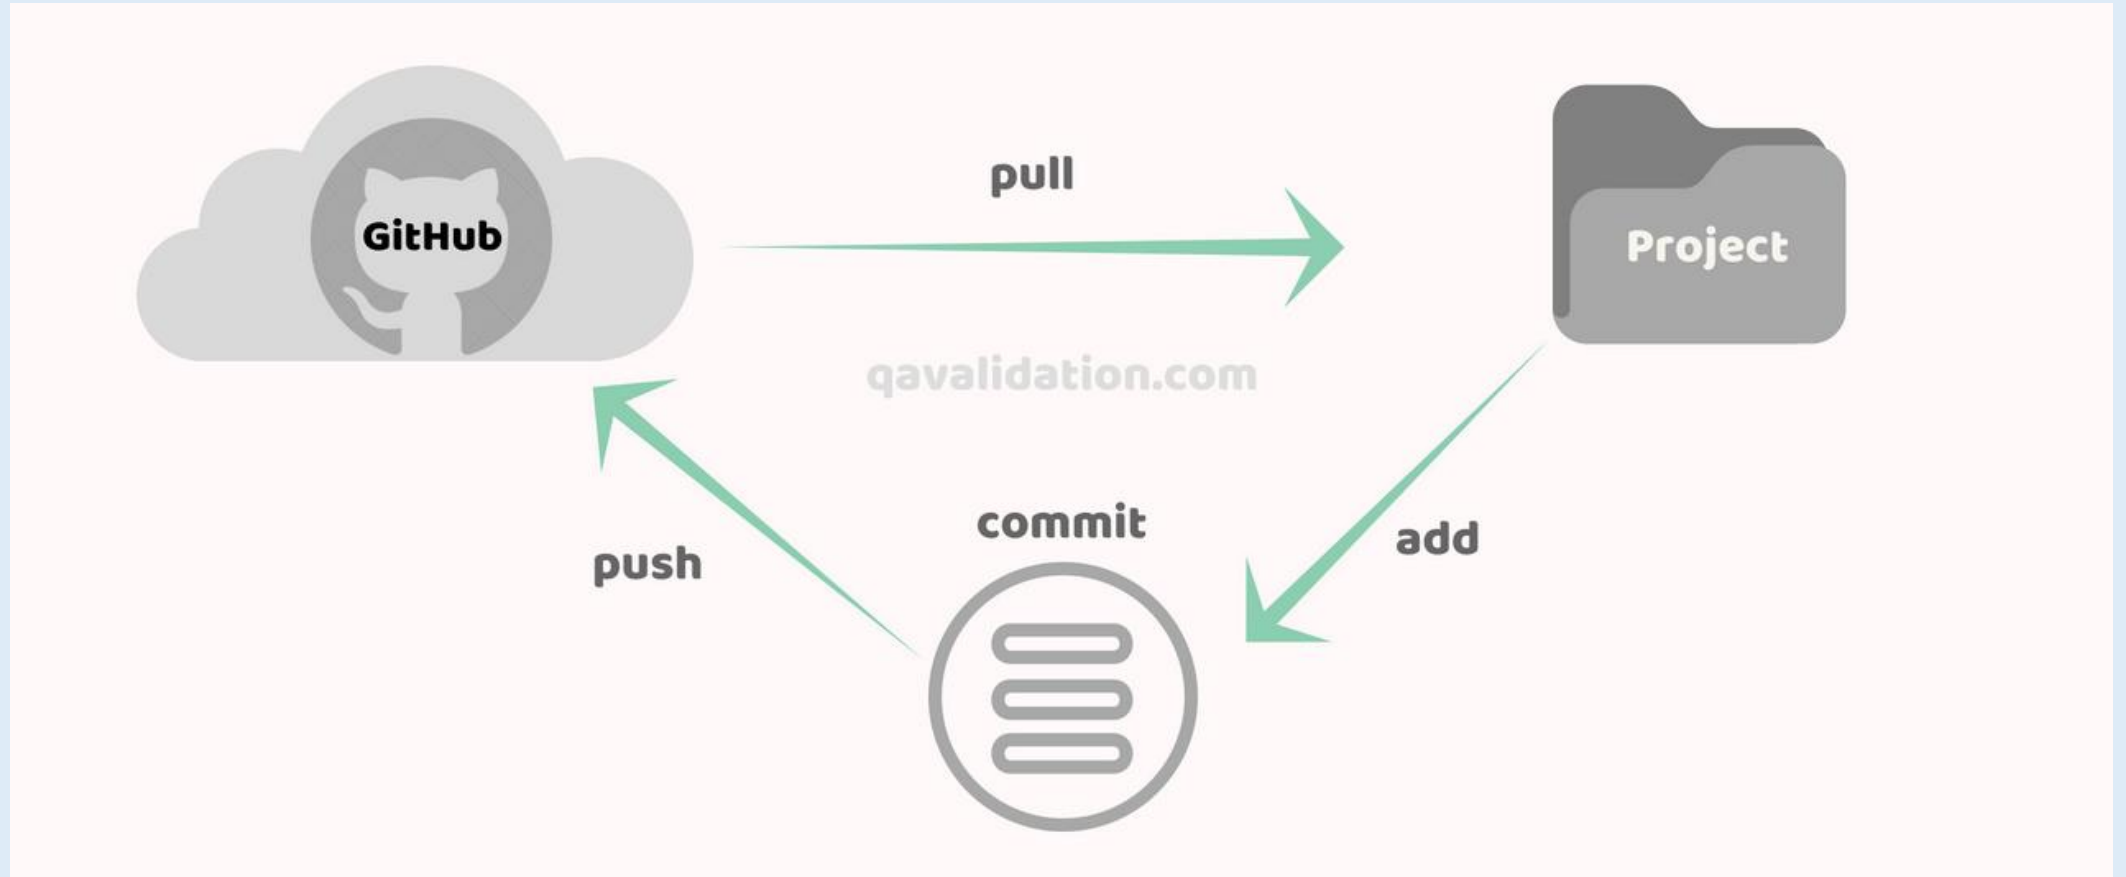 pull
GitHub
Project
qavalidation.com
commit
add
push